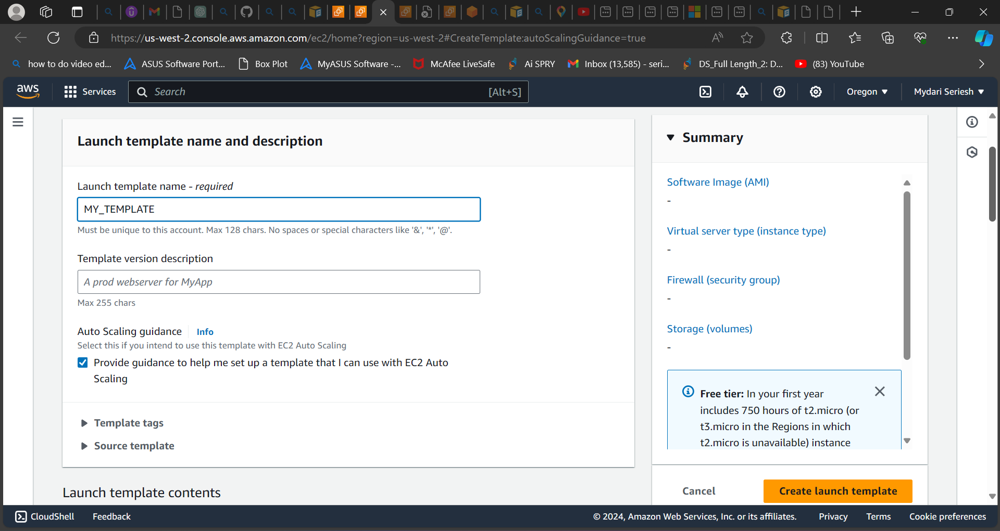 https://us-west-2.console.aws.amazon.com/ec2/home?region=us-west-2#CreateTemplate:autoScalingGuidance=true
how to do video ed... ASUS Software Port... Box Plot MyASUS Software -... McAfee LiveSafe Ai SPRY Inbox (13,585) - seri... DS_Full Length_2: D... (83) YouTube
aws Services Search [Alt+S] Oregon Mydari Seriesh
Launch template name and description
Launch template name - required
MY_TEMPLATE
Must be unique to this account. Max 128 chars. No spaces or special characters like '&', '*', '@'.
Template version description
A prod webserver for MyApp
Max 255 chars
Auto Scaling guidance Info
Select this if you intend to use this template with EC2 Auto Scaling
Provide guidance to help me set up a template that I can use with EC2 Auto
Scaling
Template tags
Source template
Launch template contents
Summary
Software Image (AMI)
-
Virtual server type (instance type)
-
Firewall (security group)
-
Storage (volumes)
-
Free tier: In your first year
includes 750 hours of t2.micro (or
t3.micro in the Regions in which
t2.micro is unavailable) instance
Cancel Create launch template
CloudShell Feedback © 2024, Amazon Web Services, Inc. or its affiliates. Privacy Terms Cookie preferences